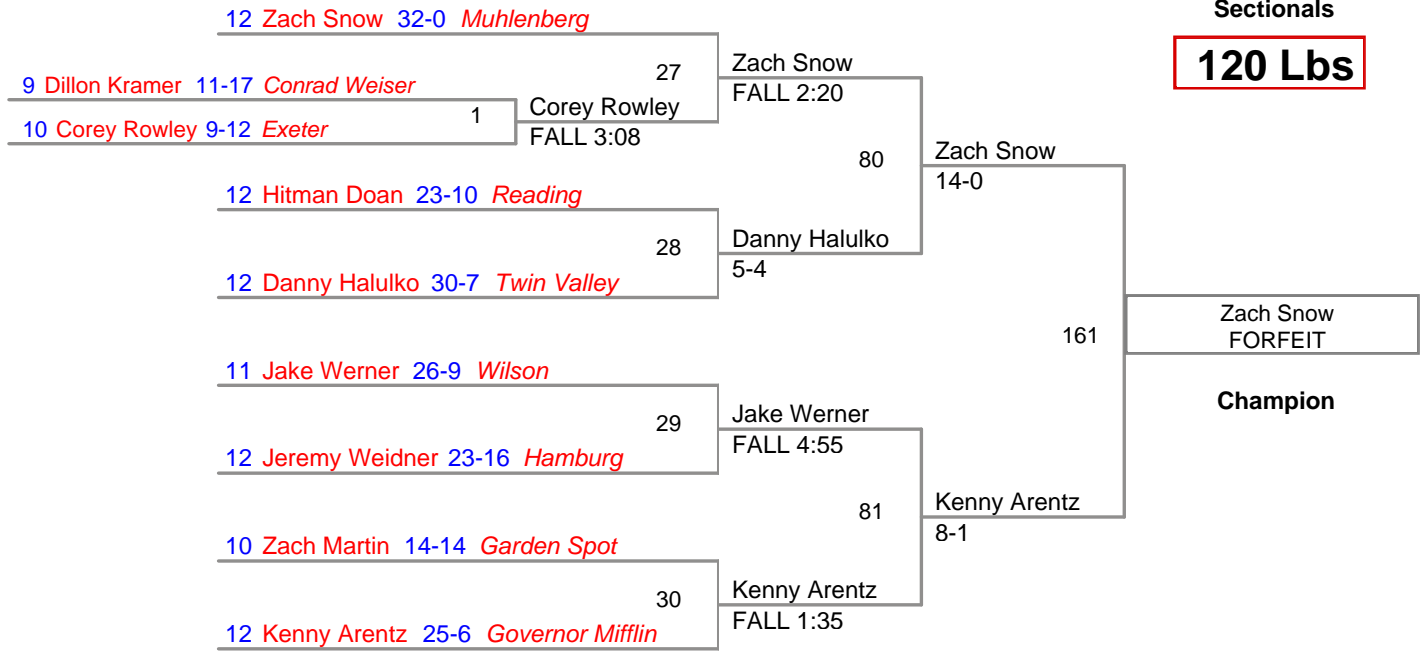 Sectionals
120 Lbs
12 Zach Snow 32-0 Muhlenberg
27
Zach Snow
FALL 2:20
9 Dillon Kramer 11-17 Conrad Weiser
1
Corey Rowley
FALL 3:08
10 Corey Rowley 9-12 Exeter
80
Zach Snow
14-0
12 Hitman Doan 23-10 Reading
28
Danny Halulko
5-4
12 Danny Halulko 30-7 Twin Valley
161
Zach Snow
FORFEIT
Champion
11 Jake Werner 26-9 Wilson
29
Jake Werner
FALL 4:55
12 Jeremy Weidner 23-16 Hamburg
81
Kenny Arentz
8-1
10 Zach Martin 14-14 Garden Spot
30
Kenny Arentz
FALL 1:35
12 Kenny Arentz 25-6 Governor Mifflin